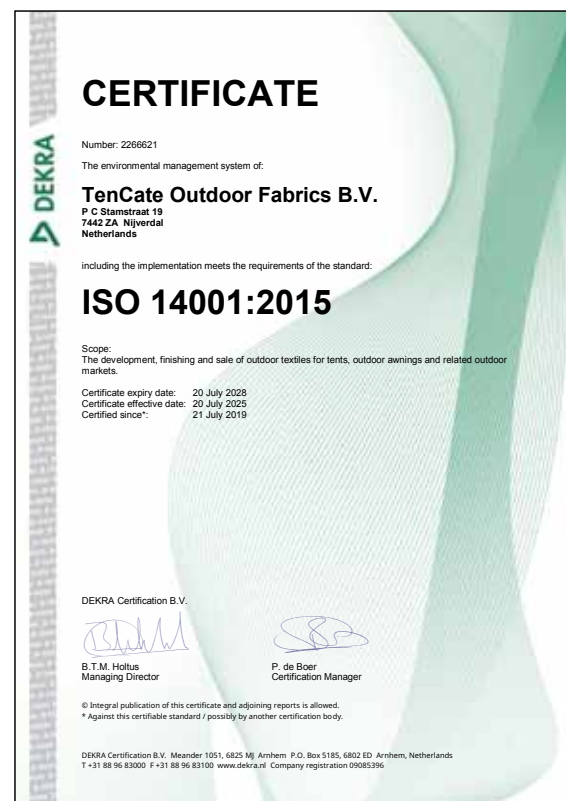 CERTIFICATE
Number: 2266621
The environmental management system of:
TenCate Outdoor Fabrics B.V.
P C Stamstraat 19
7442 ZA Nijverdal
Netherlands
including the implementation meets the requirements of the standard:
ISO 14001:2015
Scope:
The development, finishing and sale of outdoor textiles for tents, outdoor awnings and related outdoor
markets.
Certificate expiry date: 20 July 2028
Certificate effective date: 20 July 2025
Certified since*: 21 July 2019
DEKRA Certification B.V.
B.T.M. Holtus
Managing Director
P. de Boer
Certification Manager
© Integral publication of this certificate and adjoining reports is allowed.
* Against this certifiable standard / possibly by another certification body.
DEKRA Certification B.V. Meander 1051, 6825 MJ Arnhem P.O. Box 5185, 6802 ED Arnhem, Netherlands
T +31 88 96 83000 F +31 88 96 83100 www.dekra.nl Company registration 09085396
DEKRA